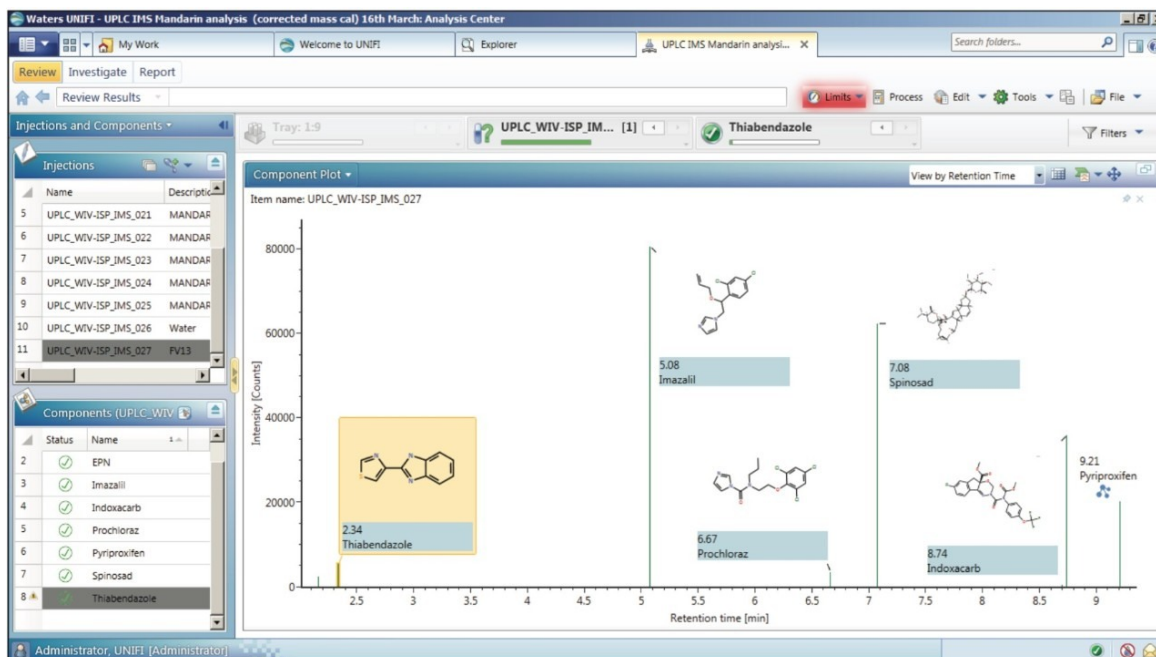 Waters UNIFI - UPLC IMS Mandarin analysis (corrected mass cal) 16th March: Analysis Center
My Work
Welcome to UNIFI
Explorer
UPLC IMS Mandarin analysi... X
Search folders...
Review Investigate Report
Review Results
Limits Process Edit Tools File
Injections and Components
Tray: 1:9
UPLC_WIV-ISP_IM... [1]
Thiabendazole
Filters
Injections
Name Descriptic
5 UPLC_WIV-ISP_IMS_021 MANDAR
6 UPLC_WIV-ISP_IMS_022 MANDAR
7 UPLC_WIV-ISP_IMS_023 MANDAR
8 UPLC_WIV-ISP_IMS_024 MANDAR
9 UPLC_WIV-ISP_IMS_025 MANDAR
10 UPLC_WIV-ISP_IMS_026 Water
11 UPLC_WIV-ISP_IMS_027 FV13
Components (UPLC_WIV
Status Name 1
2 EPN
3 Imazalil
4 Indoxacarb
5 Prochloraz
6 Pyriproxifen
7 Spinosad
8 Thiabendazole
Component Plot
View by Retention Time
Item name: UPLC_WIV-ISP_IMS_027
Intensity [Counts]
80000
60000
40000
20000
0
2.34
Thiabendazole
5.08
Imazalil
6.67
Prochloraz
7.08
Spinosad
8.74
Indoxacarb
9.21
Pyriproxifen
2.5 3 3.5 4 4.5 5 5.5 6 6.5 7 7.5 8 8.5 9
Retention time [min]
Administrator, UNIFI [Administrator]